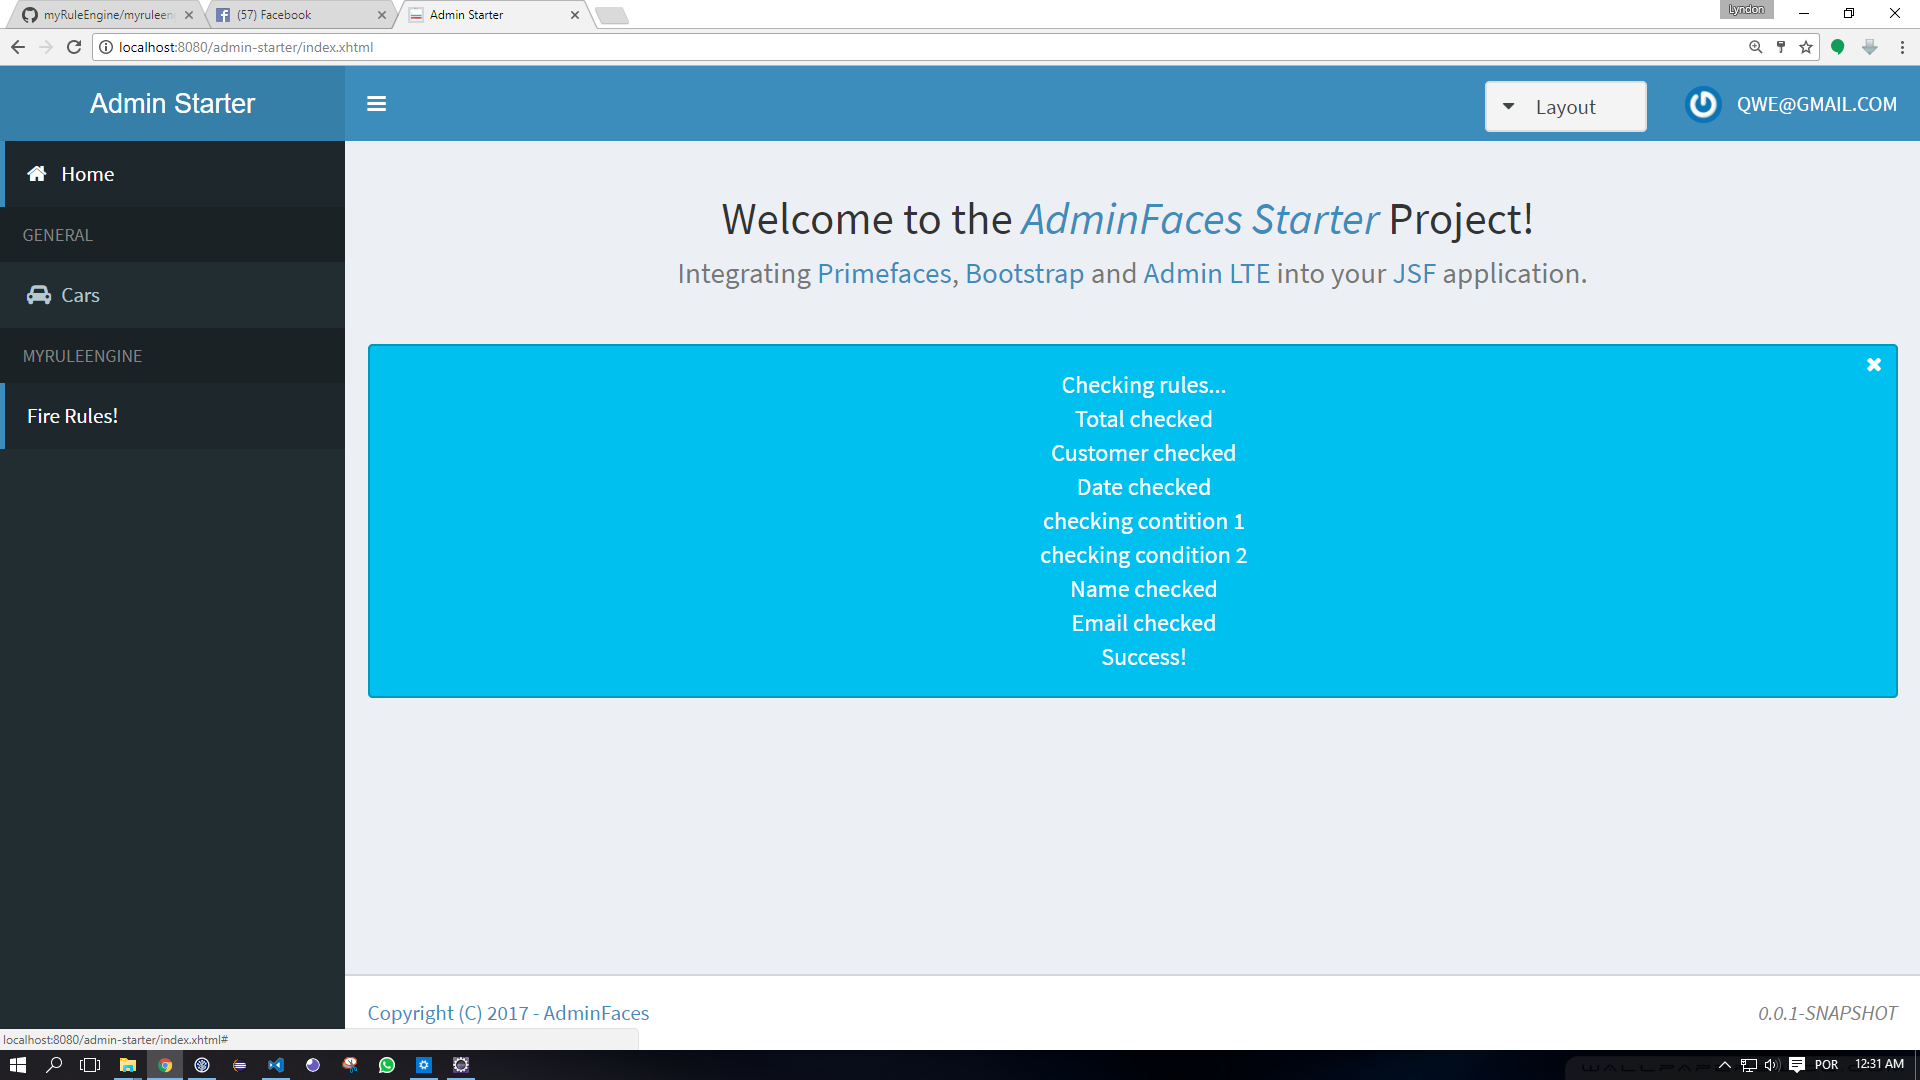 myRuleEngine/myruleen
(57) Facebook
Admin Starter
Lyndon
localhost:8080/admin-starter/index.xhtml
Admin Starter
Layout
QWE@GMAIL.COM
Home
GENERAL
Cars
MYRULEENGINE
Fire Rules!
Welcome to the AdminFaces Starter Project!
Integrating Primefaces, Bootstrap and Admin LTE into your JSF application.
Checking rules...
Total checked
Customer checked
Date checked
checking contition 1
checking condition 2
Name checked
Email checked
Success!
Copyright (C) 2017 - AdminFaces
0.0.1-SNAPSHOT
localhost:8080/admin-starter/index.xhtml#
POR
12:31 AM